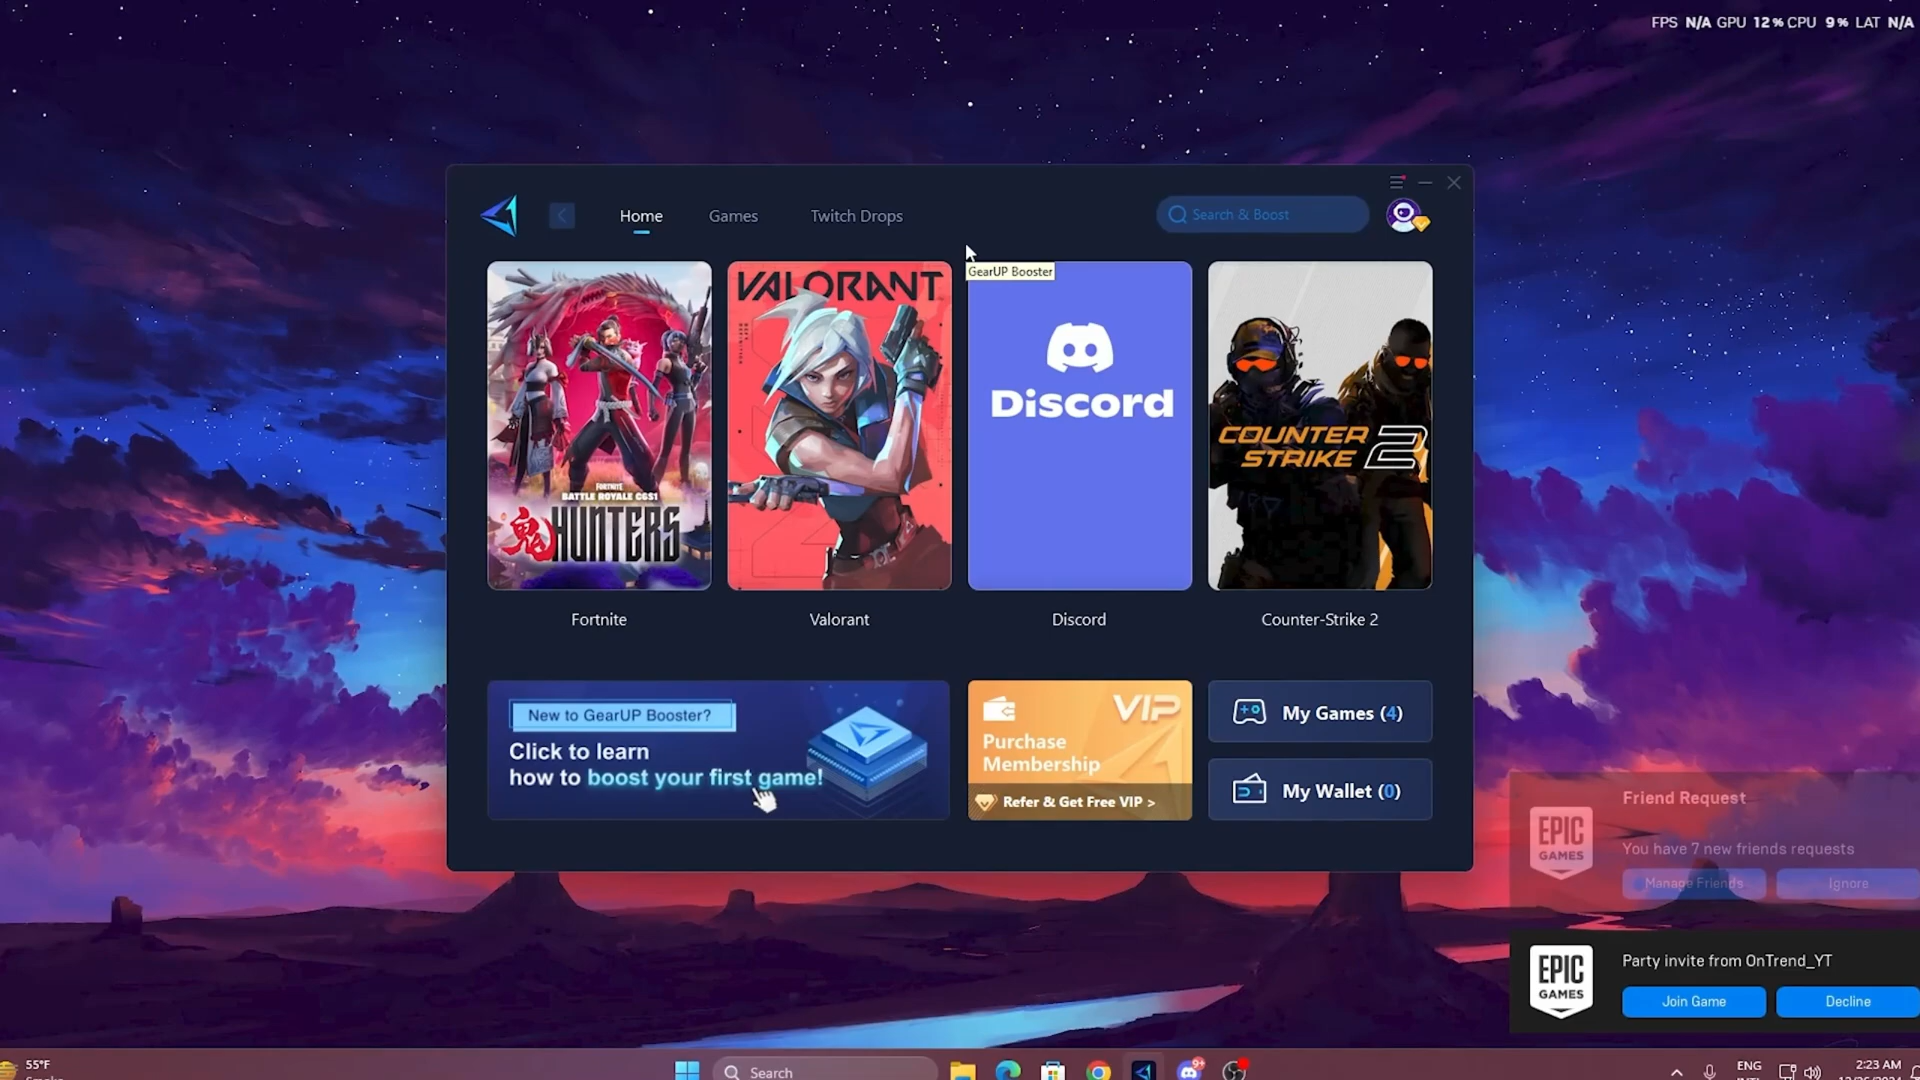 FPS N/A GPU 12% CPU 9% LAT N/A
Home Games Twitch Drops Search & Boost
GearUP Booster
FORTNITE
BATTLE ROYALE C6S1
鬼 HUNTERS
VALORANT
Discord
COUNTER
STRIKE 2
Fortnite Valorant Discord Counter-Strike 2
New to GearUP Booster?
Click to learn
how to boost your first game!
VIP
Purchase
Membership
Refer & Get Free VIP >
My Games (4)
My Wallet (0)
EPIC
GAMES
Friend Request
You have 7 new friends requests
Manage Friends Ignore
EPIC
GAMES
Party invite from OnTrend_YT
Join Game Decline
55°F
Search
9+
ENG
2:23 AM